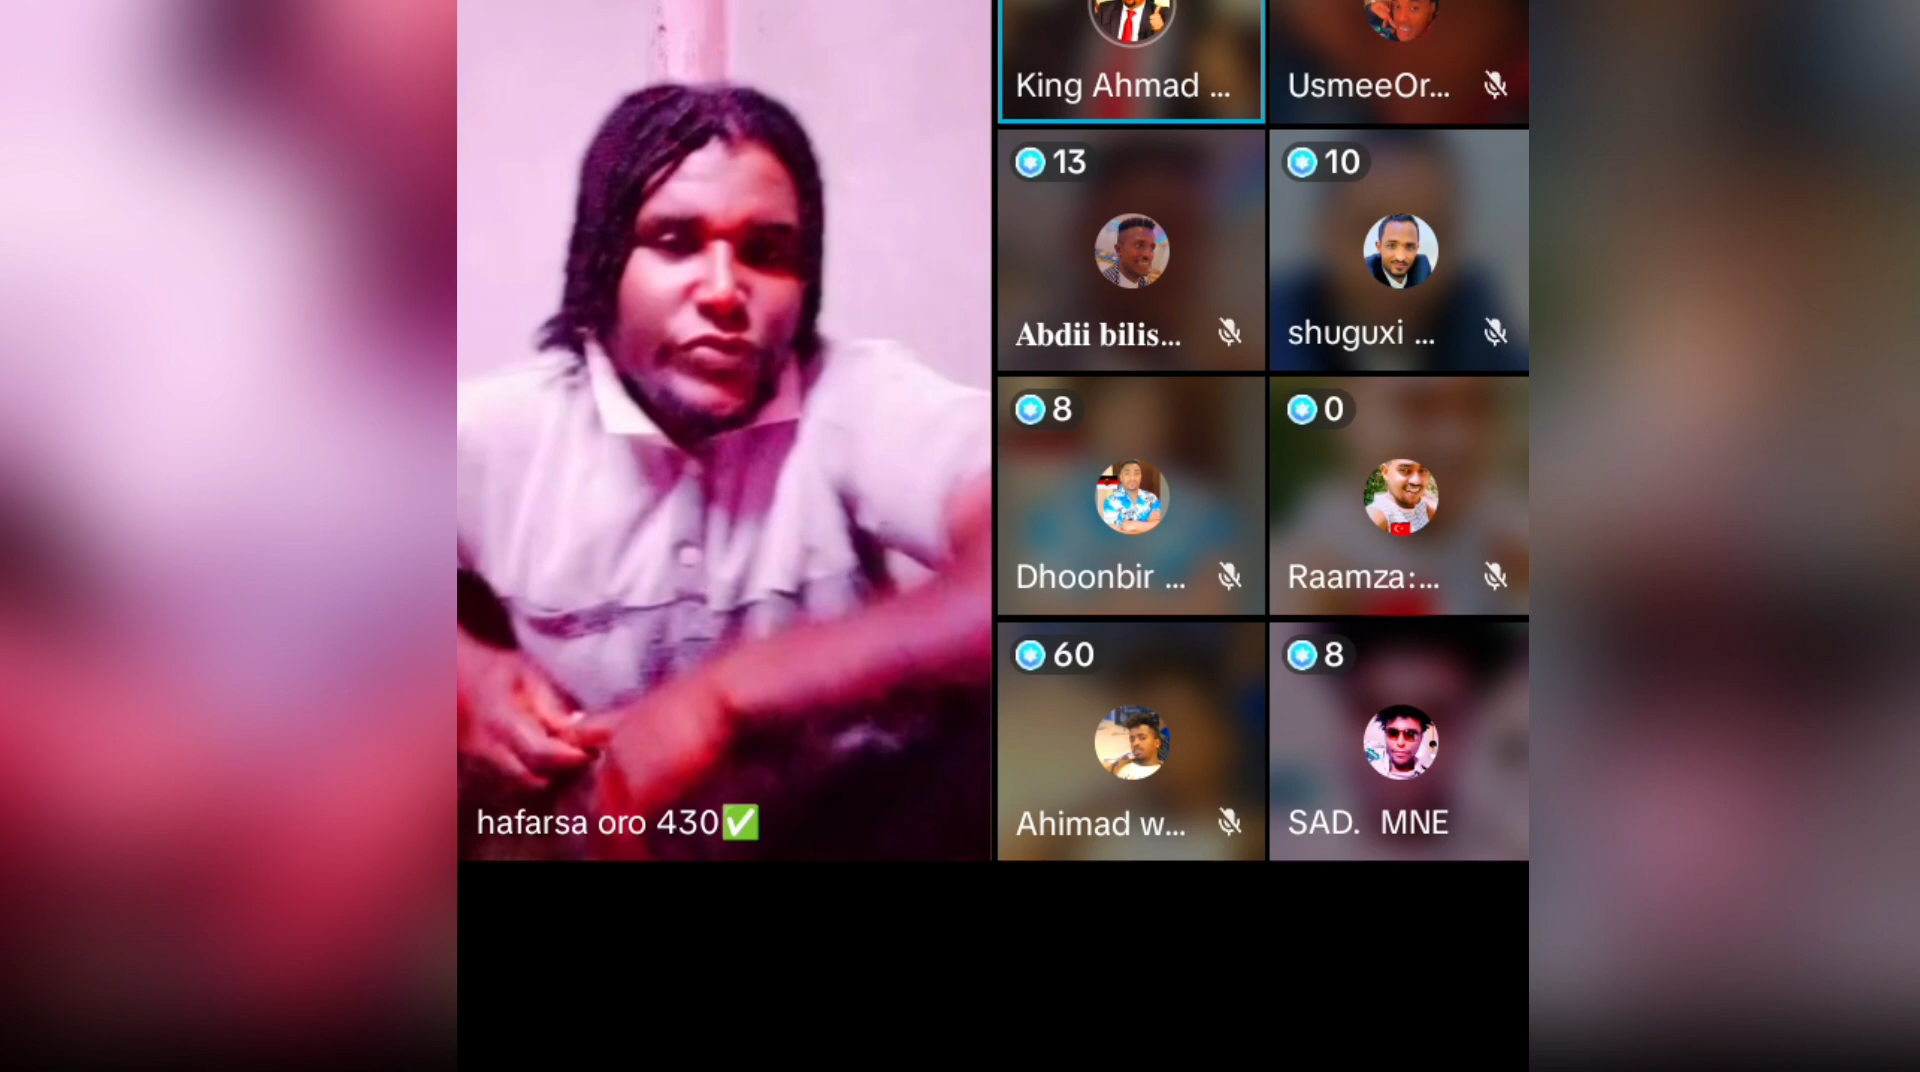 King Ahmad ...
UsmeeOr...
13
10
Abdii bilis...
shuguxi ...
8
0
Dhoonbir ...
Raamza:...
60
8
hafarsa oro 430✅
Ahimad w...
SAD. MNE